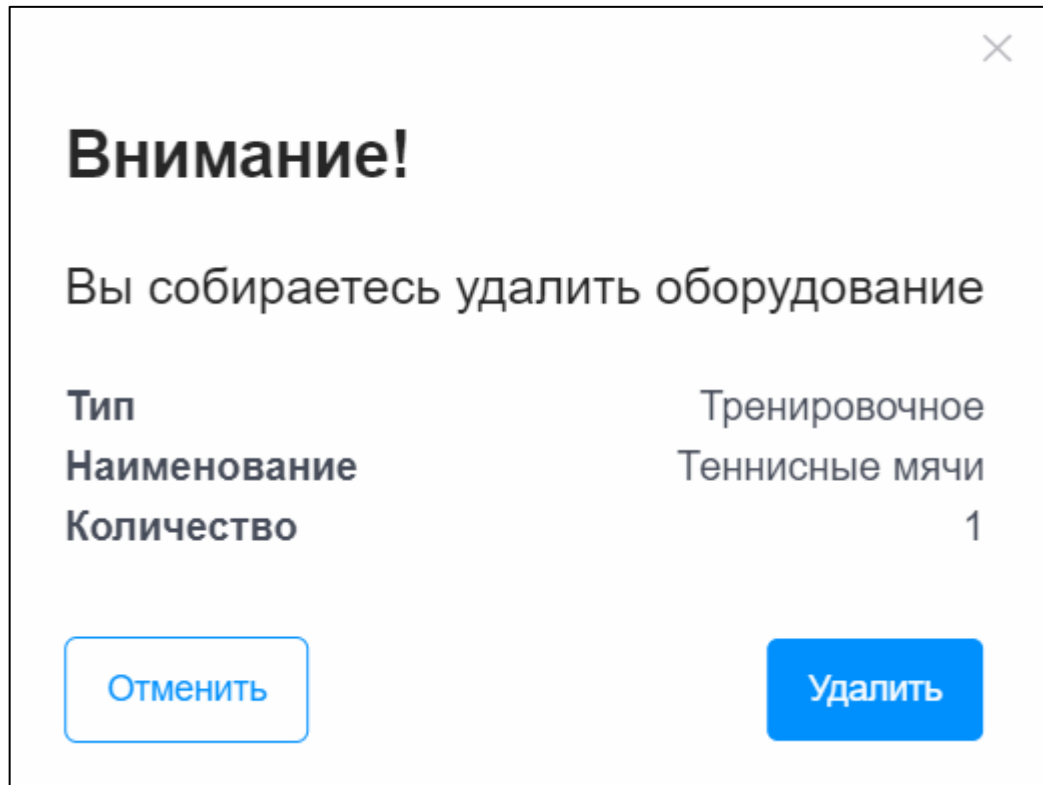 Внимание!
Вы собираетесь удалить оборудование
Тип Тренировочное
Наименование Теннисные мячи
Количество 1
Отменить Удалить